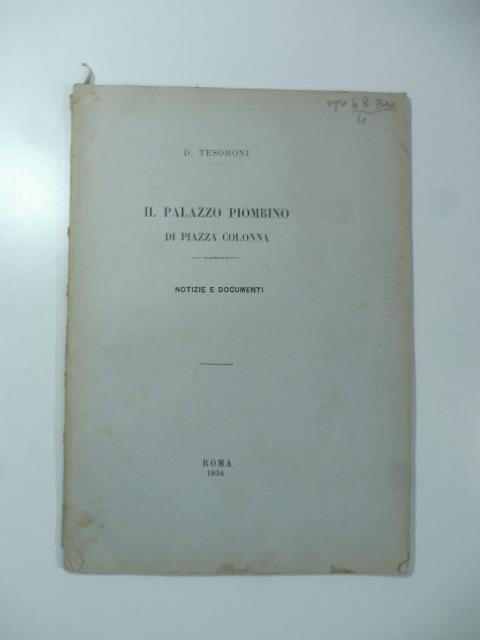 D. TESORONI
IL PALAZZO PIOMBINO
DI PIAZZA COLONNA
NOTIZIE E DOCUMENTI
ROMA
1894